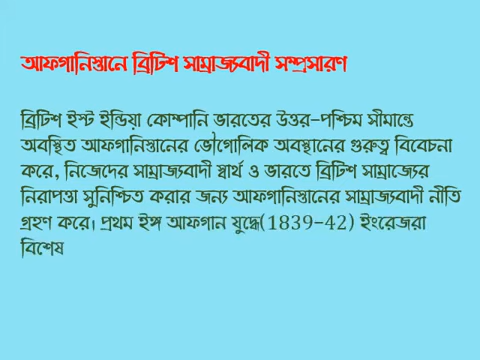 আফগানিস্তানে ব্রিটিশ সাম্রাজ্যবাদী সম্প্রসারণ
ব্রিটিশ ইস্ট ইন্ডিয়া কোম্পানি ভারতের উত্তর-পশ্চিম সীমান্তে
অবস্থিত আফগানিস্তানের ভৌগোলিক অবস্থানের গুরুত্ব বিবেচনা
করে, নিজেদের সাম্রাজ্যবাদী স্বার্থ ও ভারতে ব্রিটিশ সাম্রাজ্যের
নিরাপত্তা সুনিশ্চিত করার জন্য আফগানিস্তানের সাম্রাজ্যবাদী নীতি
গ্রহণ করে। প্রথম ইঙ্গ আফগান যুদ্ধে(1839-42) ইংরেজরা
বিশেষ